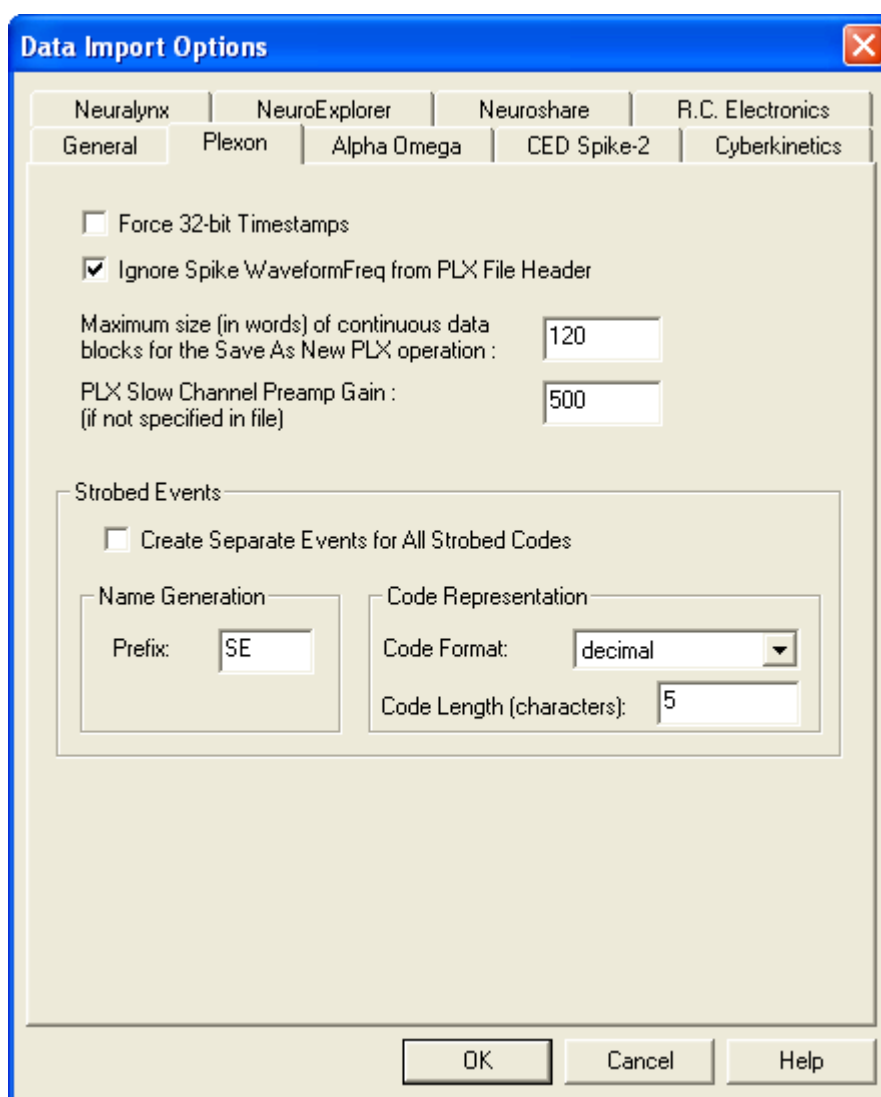 Data Import Options
Neuralynx NeuroExplorer Neuroshare R.C. Electronics
General Plexon Alpha Omega CED Spike-2 Cyberkinetics
Force 32-bit Timestamps
Ignore Spike WaveformFreq from PLX File Header
Maximum size (in words) of continuous data
blocks for the Save As New PLX operation :
120
PLX Slow Channel Preamp Gain :
(if not specified in file)
500
Strobed Events
Create Separate Events for All Strobed Codes
Name Generation
Prefix: SE
Code Representation
Code Format: decimal
Code Length (characters): 5
OK Cancel Help